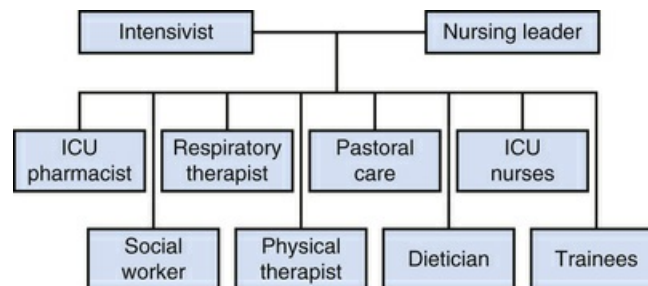 Intensivist
Nursing leader
ICU
pharmacist
Respiratory
therapist
Pastoral
care
ICU
nurses
Social
worker
Physical
therapist
Dietician
Trainees